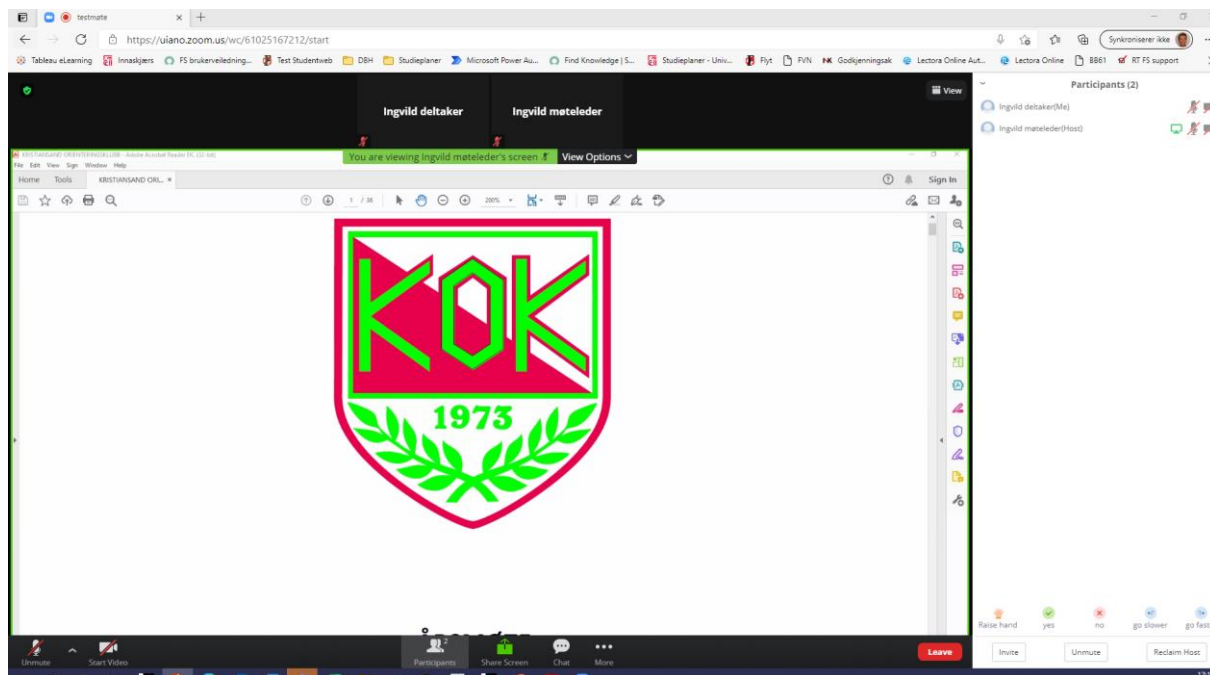 testmøte
https://uiano.zoom.us/wc/61025167212/start
Synkroniserer ikke
Tableau eLearning Innaskjærs FS brukerveiledning... Test Studentweb DBH Studieplaner Microsoft Power Au... Find Knowledge | S... Studieplaner - Univ... Flyt FVN Godkjenningsak Lectora Online Aut... Lectora Online BB61 RT FS support
View
Participants (2)
Ingvild deltaker
Ingvild møteleder
Ingvild deltaker(Me)
Ingvild møteleder(Host)
You are viewing Ingvild møteleder's screen
View Options
File Edit View Sign Window Help
Home Tools KRISTIANSAND ORI... × Sign In
1 / 38 200%
KOK
1973
Raise hand yes no go slower go fast
Unmute Start Video Participants 2 Share Screen Chat More Leave
Invite Unmute Reclaim Host